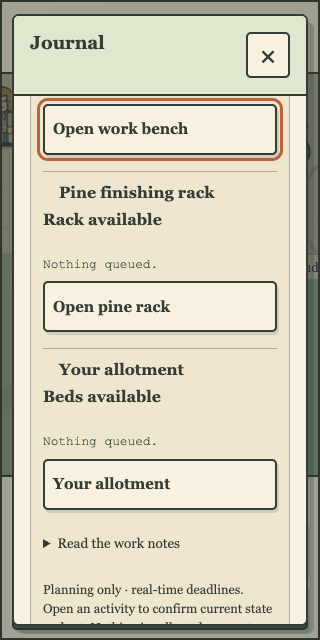 Journal
×
Open work bench
Pine finishing rack
Rack available
Nothing queued.
Open pine rack
Your allotment
Beds available
Nothing queued.
Your allotment
▶ Read the work notes
Planning only · real-time deadlines.
Open an activity to confirm current state